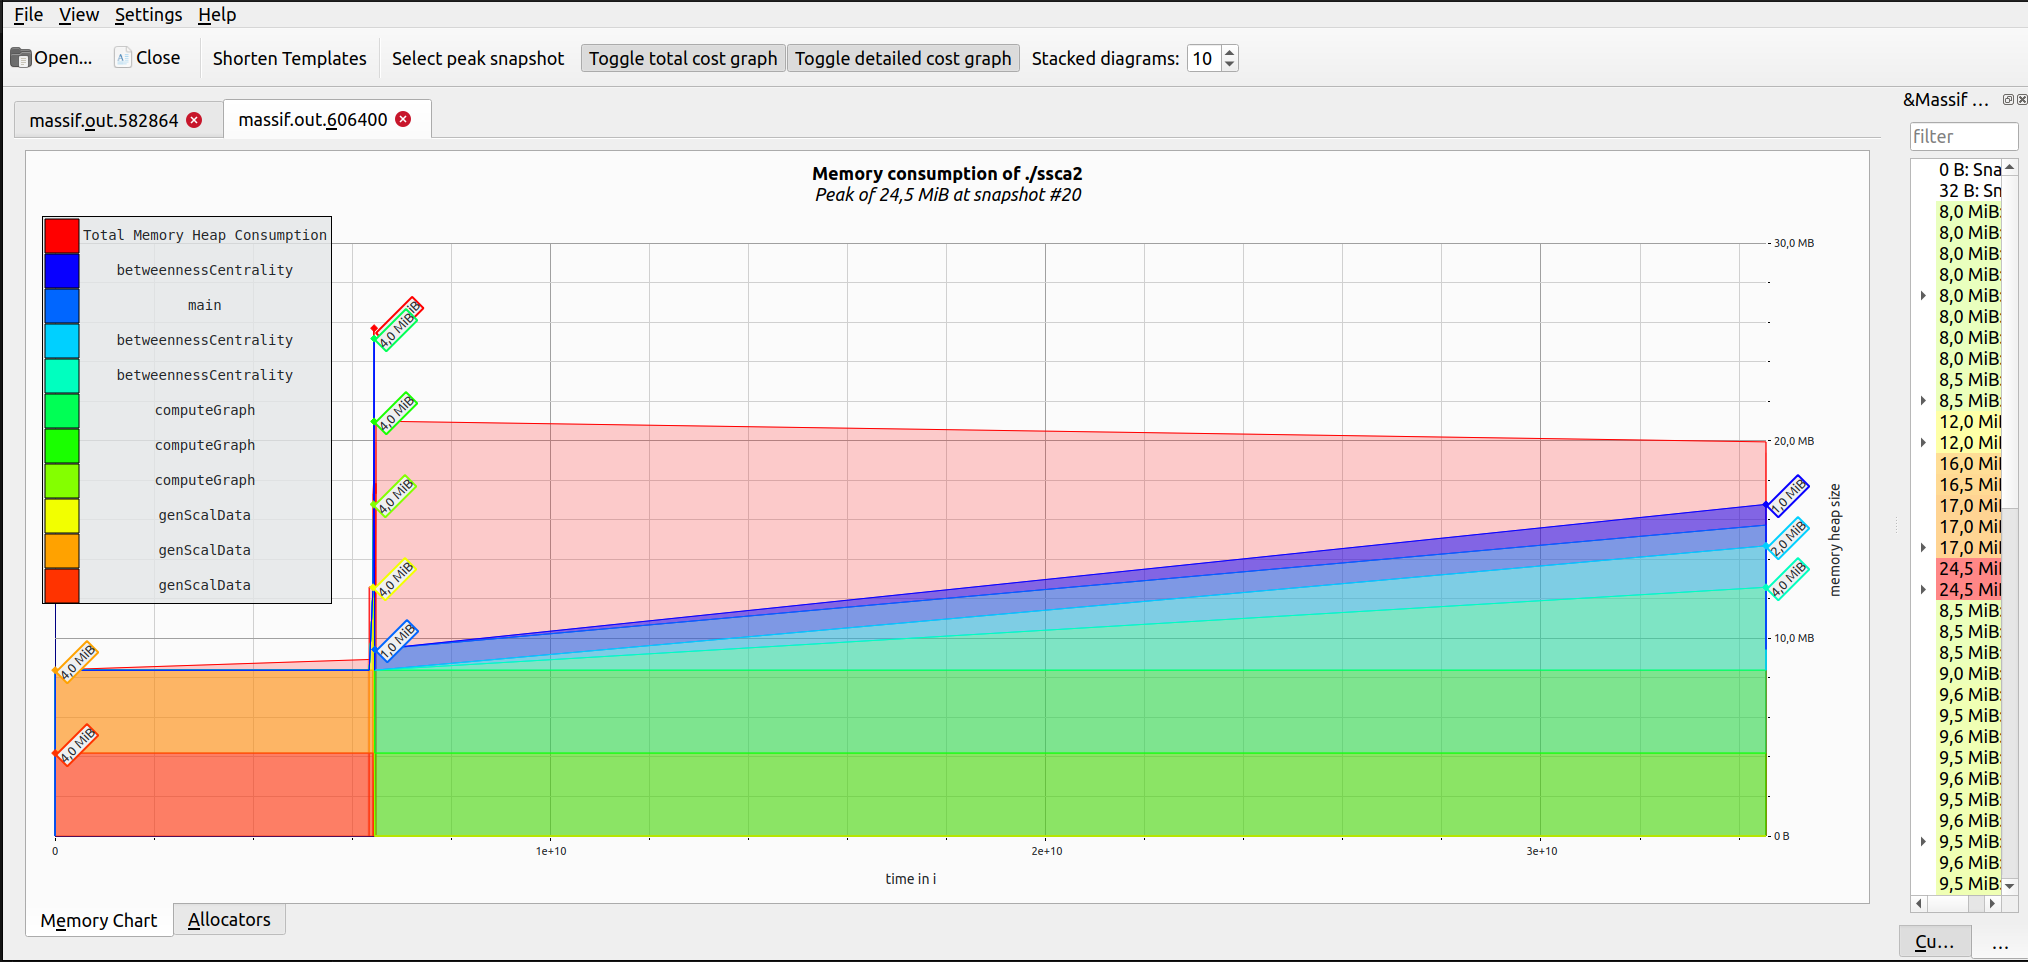 File View Settings Help
Open... Close Shorten Templates Select peak snapshot Toggle total cost graph Toggle detailed cost graph Stacked diagrams: 10
massif.out.582864 massif.out.606400
&Massif ...
filter
Memory consumption of ./ssca2
Peak of 24,5 MiB at snapshot #20
Total Memory Heap Consumption
betweennessCentrality
main
betweennessCentrality
betweennessCentrality
computeGraph
computeGraph
computeGraph
genScalData
genScalData
genScalData
4,0 MiB
4,0 MiB
4,0 MiB
4,0 MiB
4,0 MiB
4,0 MiB
1,0 MiB
1,0 MiB
2,0 MiB
4,0 MiB
30,0 MB
20,0 MB
10,0 MB
0 B
memory heap size
0 1e+10 2e+10 3e+10
time in i
Memory Chart Allocators
0 B: Sna
32 B: Sn
8,0 MiB:
8,0 MiB:
8,0 MiB:
8,0 MiB:
8,0 MiB:
8,0 MiB:
8,0 MiB:
8,0 MiB:
8,5 MiB:
8,5 MiB:
12,0 Mi
12,0 Mi
16,0 Mi
16,5 Mi
17,0 Mi
17,0 Mi
17,0 Mi
24,5 Mi
24,5 Mi
8,5 MiB:
8,5 MiB:
8,5 MiB:
9,0 MiB:
9,6 MiB:
9,5 MiB:
9,6 MiB:
9,5 MiB:
9,6 MiB:
9,5 MiB:
9,6 MiB:
9,5 MiB:
9,6 MiB:
9,5 MiB:
Cu... ...